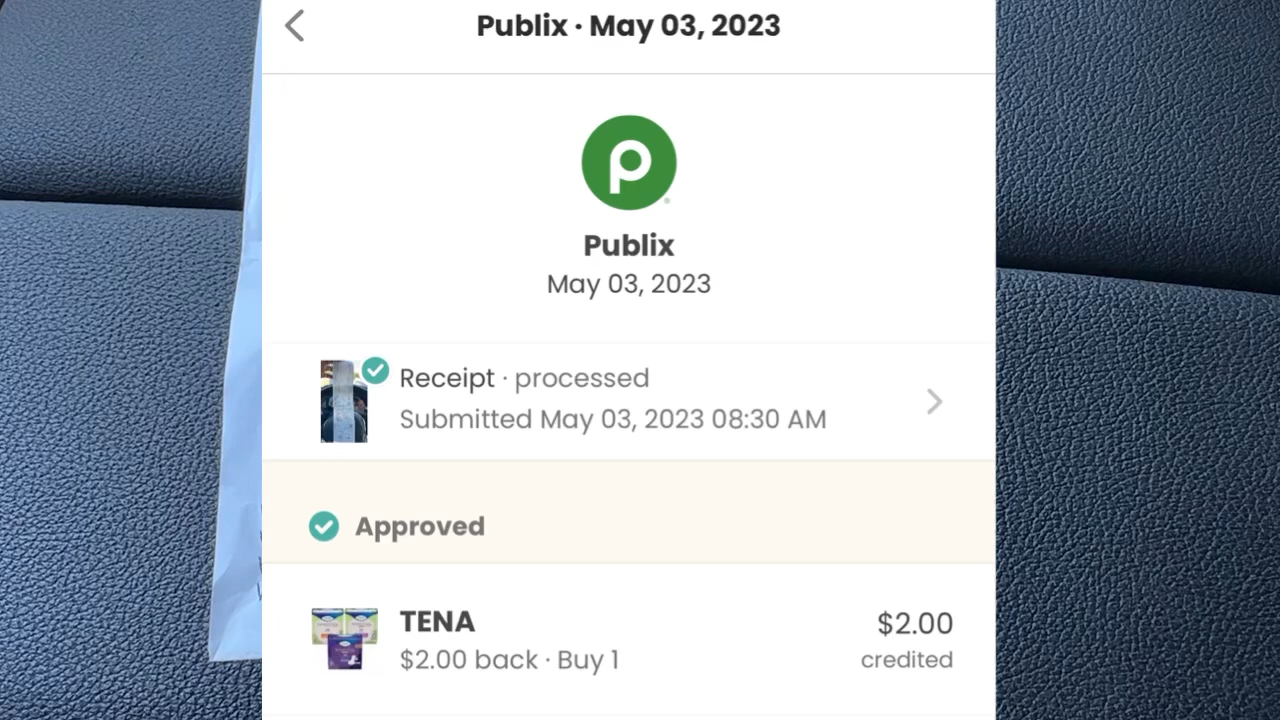 Publix · May 03, 2023
Publix
May 03, 2023
Receipt · processed
Submitted May 03, 2023 08:30 AM
Approved
TENA
$2.00
$2.00 back · Buy 1
credited